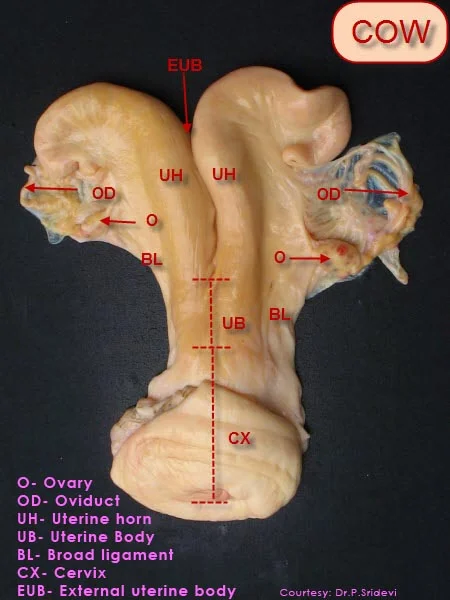 COW
EUB
UH UH
OD OD
O
BL O
BL
UB
CX
O- Ovary
OD- Oviduct
UH- Uterine horn
UB- Uterine Body
BL- Broad ligament
CX- Cervix
EUB- External uterine body
Courtesy: Dr.P.Sridevi